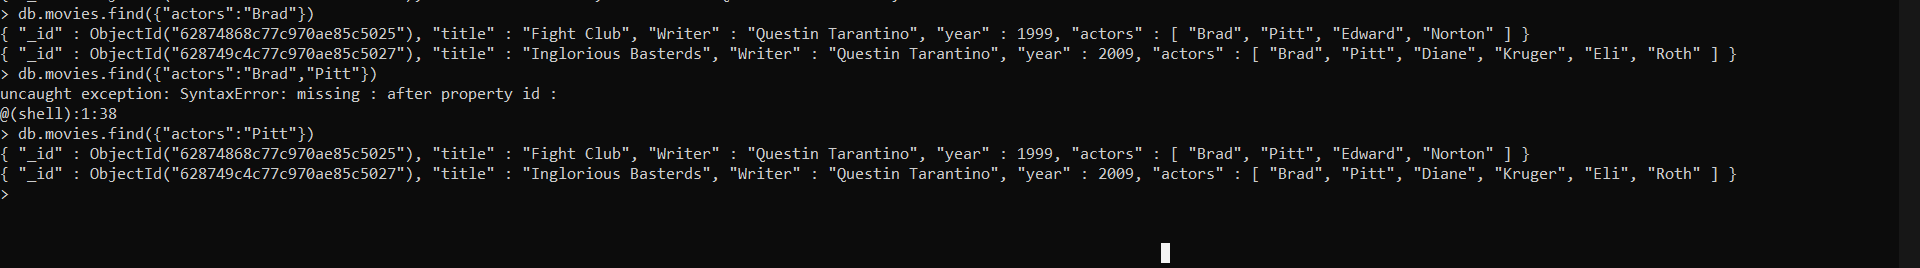 > db.movies.find({"actors":"Brad"})
{ "_id" : ObjectId("62874868c77c970ae85c5025"), "title" : "Fight Club", "Writer" : "Questin Tarantino", "year" : 1999, "actors" : [ "Brad", "Pitt", "Edward", "Norton" ] }
{ "_id" : ObjectId("628749c4c77c970ae85c5027"), "title" : "Inglorious Basterds", "Writer" : "Questin Tarantino", "year" : 2009, "actors" : [ "Brad", "Pitt", "Diane", "Kruger", "Eli", "Roth" ] }
> db.movies.find({"actors":"Brad","Pitt"})
uncaught exception: SyntaxError: missing : after property id :
@(shell):1:38
> db.movies.find({"actors":"Pitt"})
{ "_id" : ObjectId("62874868c77c970ae85c5025"), "title" : "Fight Club", "Writer" : "Questin Tarantino", "year" : 1999, "actors" : [ "Brad", "Pitt", "Edward", "Norton" ] }
{ "_id" : ObjectId("628749c4c77c970ae85c5027"), "title" : "Inglorious Basterds", "Writer" : "Questin Tarantino", "year" : 2009, "actors" : [ "Brad", "Pitt", "Diane", "Kruger", "Eli", "Roth" ] }
>